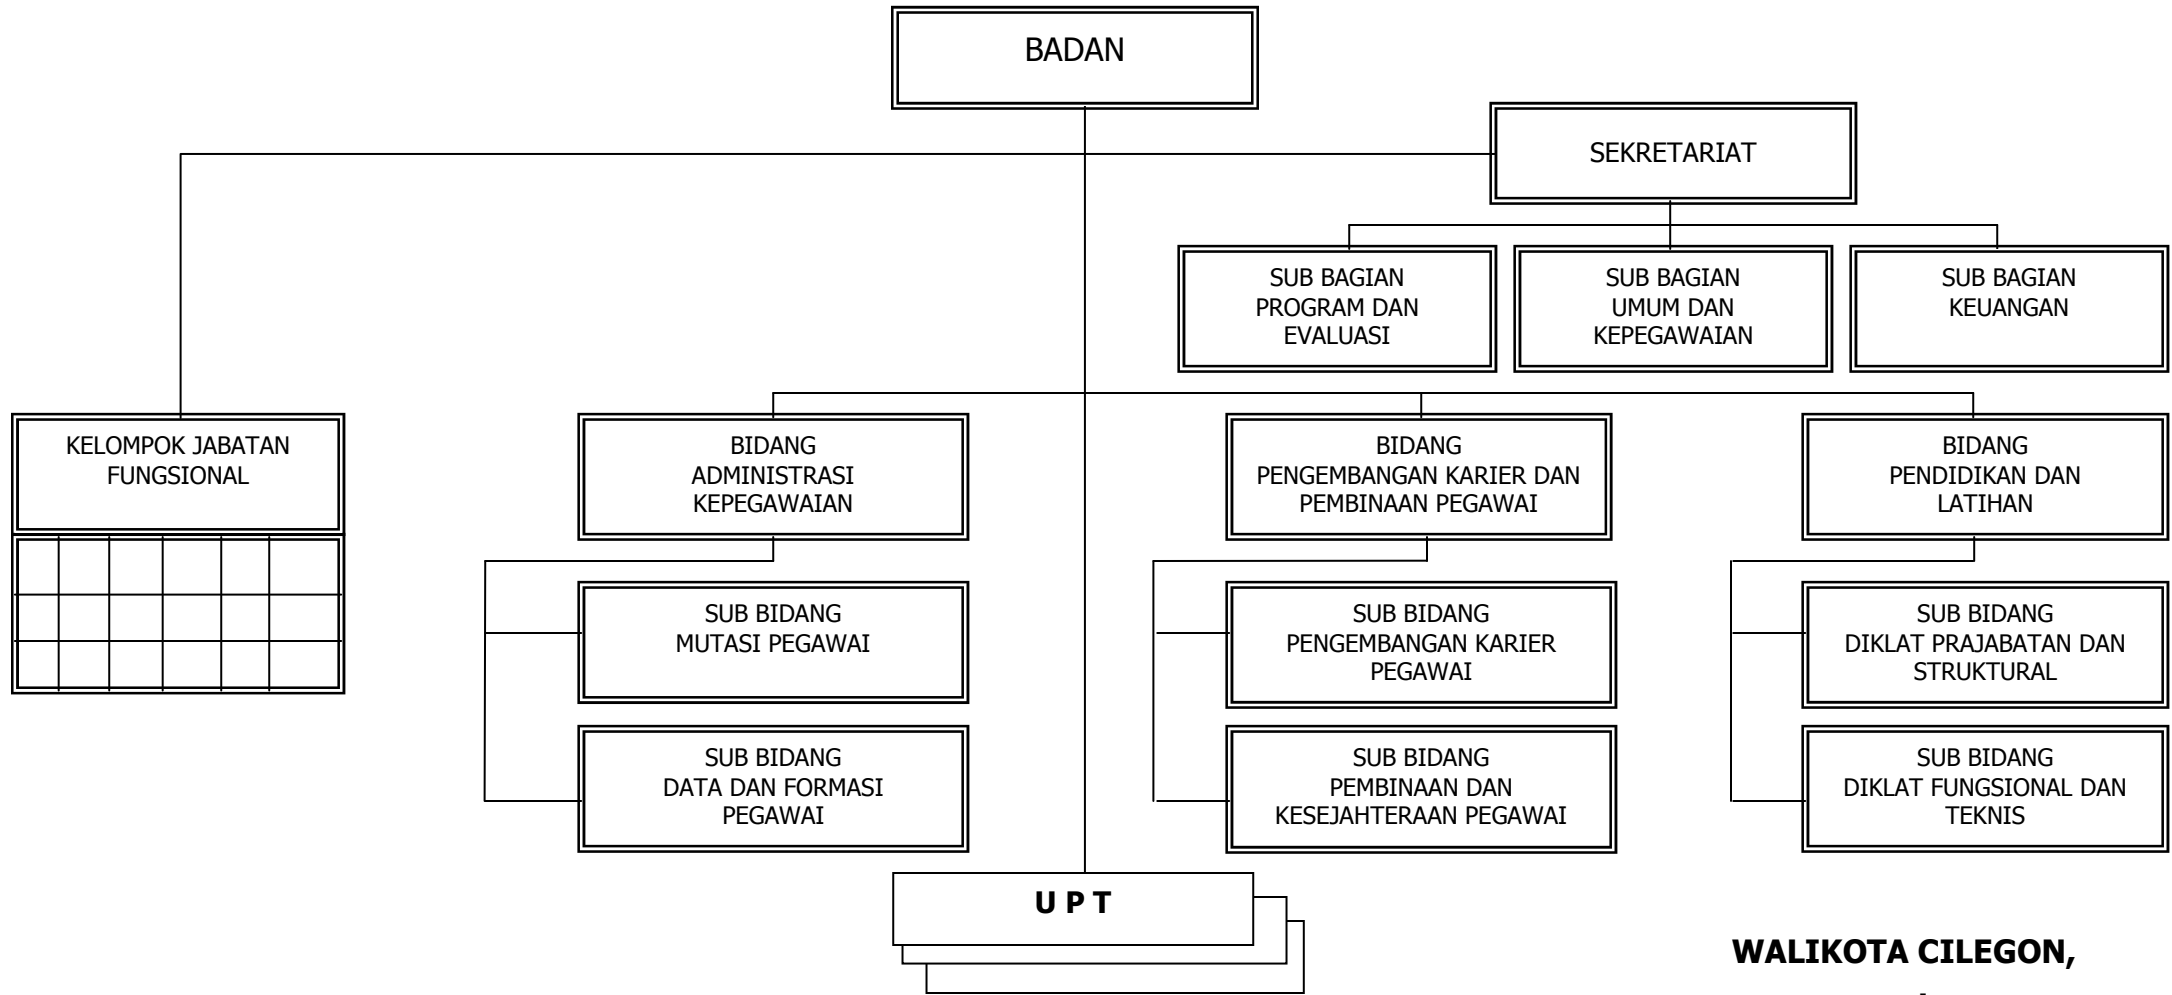 BADAN
SEKRETARIAT
SUB BAGIAN
PROGRAM DAN
EVALUASI
SUB BAGIAN
UMUM DAN
KEPEGAWAIAN
SUB BAGIAN
KEUANGAN
KELOMPOK JABATAN
FUNGSIONAL
BIDANG
ADMINISTRASI
KEPEGAWAIAN
BIDANG
PENGEMBANGAN KARIER DAN
PEMBINAAN PEGAWAI
BIDANG
PENDIDIKAN DAN
LATIHAN
SUB BIDANG
MUTASI PEGAWAI
SUB BIDANG
PENGEMBANGAN KARIER
PEGAWAI
SUB BIDANG
DIKLAT PRAJABATAN DAN
STRUKTURAL
SUB BIDANG
DATA DAN FORMASI
PEGAWAI
SUB BIDANG
PEMBINAAN DAN
KESEJAHTERAAN PEGAWAI
SUB BIDANG
DIKLAT FUNGSIONAL DAN
TEKNIS
U P T
WALIKOTA CILEGON,